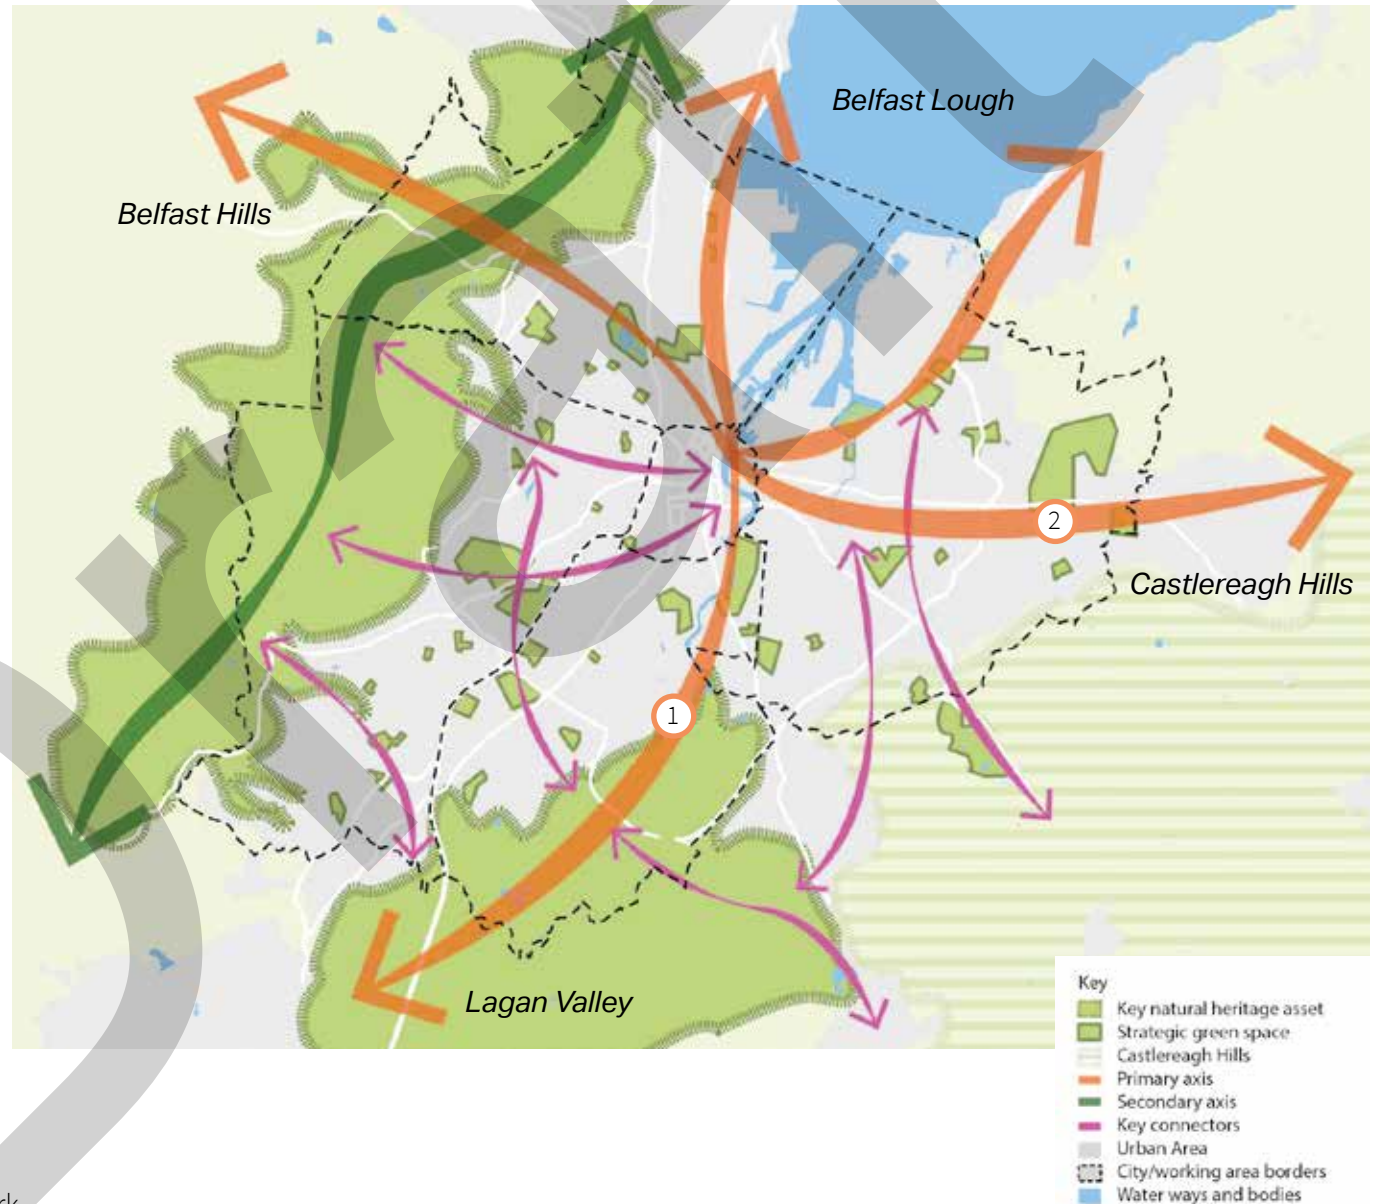 Belfast Lough
Belfast Hills
2
Castlereagh Hills
1
Lagan Valley
Key
Key natural heritage asset
Strategic green space
Castlereagh Hills
Primary axis
Secondary axis
Key connectors
Urban Area
City/working area borders
Water ways and bodies